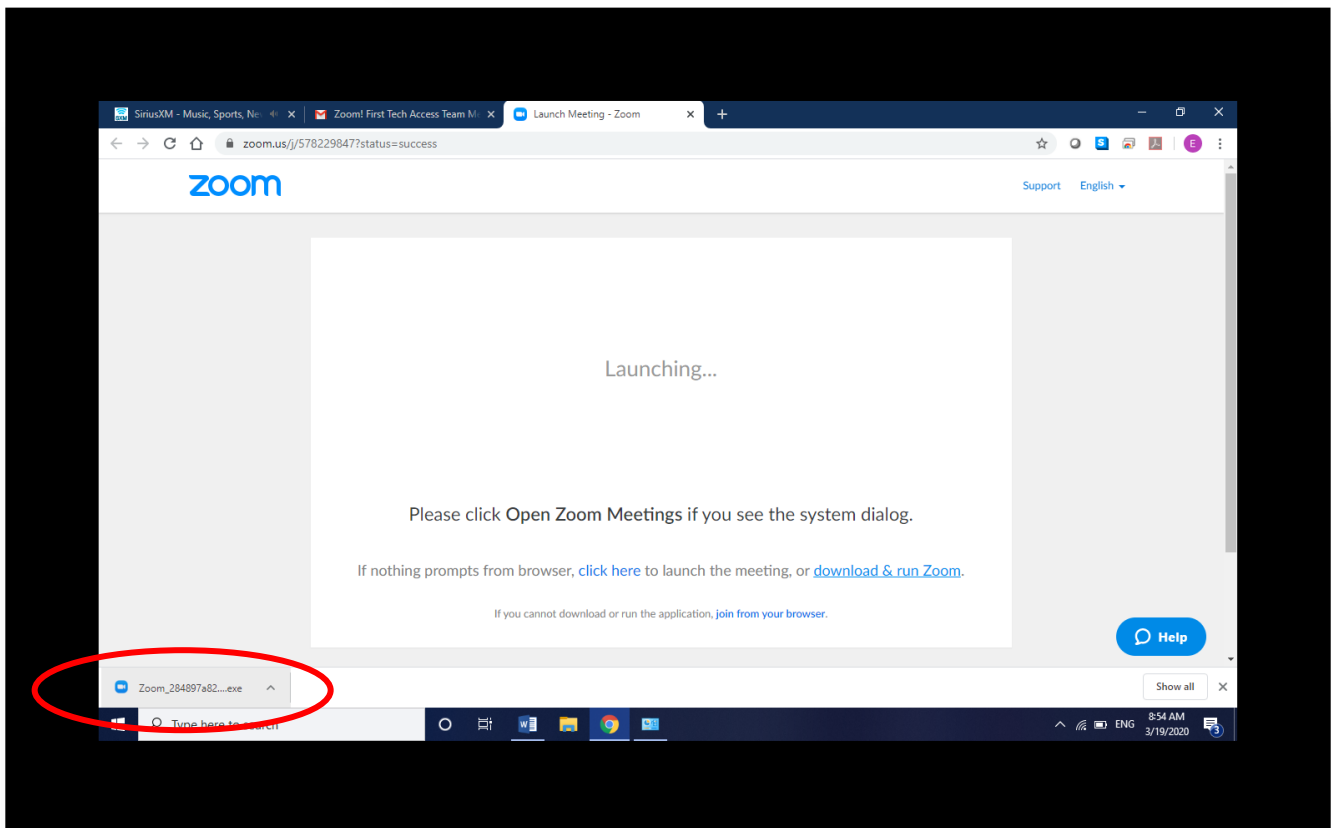 SiriusXM - Music, Sports, Ne
Zoom! First Tech Access Team M
Launch Meeting - Zoom
zoom.us/j/578229847?status=success
E
zoom
Support English
Launching...
Please click Open Zoom Meetings if you see the system dialog.
If nothing prompts from browser, click here to launch the meeting, or download & run Zoom.
If you cannot download or run the application, join from your browser.
Help
Zoom_284897a82....exe
Show all
Type here to search
ENG
8:54 AM
3/19/2020
3